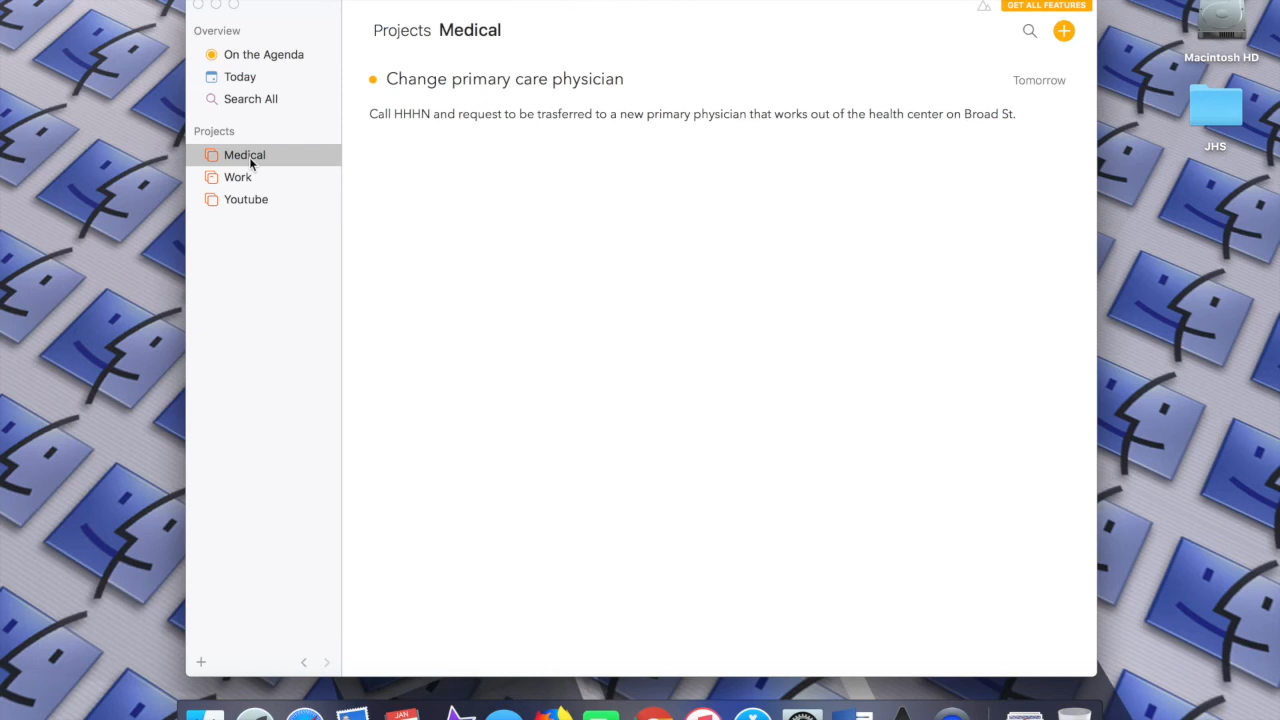 GET ALL FEATURES
Overview
On the Agenda
Today
Search All
Projects
Medical
Work
Youtube
Projects Medical
Change primary care physician
Tomorrow
Call HHHN and request to be trasferred to a new primary physician that works out of the health center on Broad St.
Macintosh HD
JHS
JAN